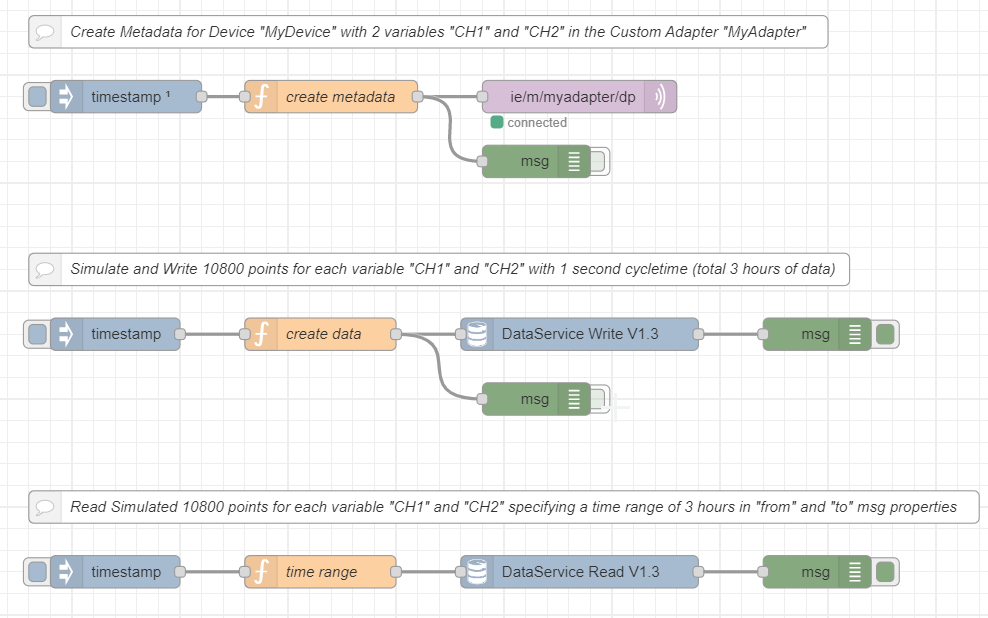 Create Metadata for Device "MyDevice" with 2 variables "CH1" and "CH2" in the Custom Adapter "MyAdapter"
timestamp ¹
create metadata
ie/m/myadapter/dp
connected
msg
Simulate and Write 10800 points for each variable "CH1" and "CH2" with 1 second cycletime (total 3 hours of data)
timestamp
create data
DataService Write V1.3
msg
msg
Read Simulated 10800 points for each variable "CH1" and "CH2" specifying a time range of 3 hours in "from" and "to" msg properties
timestamp
time range
DataService Read V1.3
msg